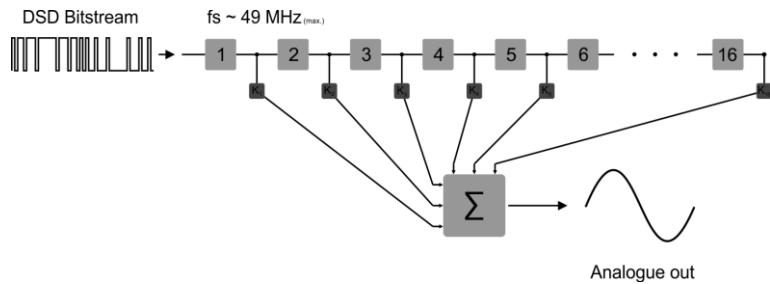 DSD Bitstream
fs ~ 49 MHz (max.)
1 2 3 4 5 6 · · · 16
K K K K K K
Σ
Analogue out